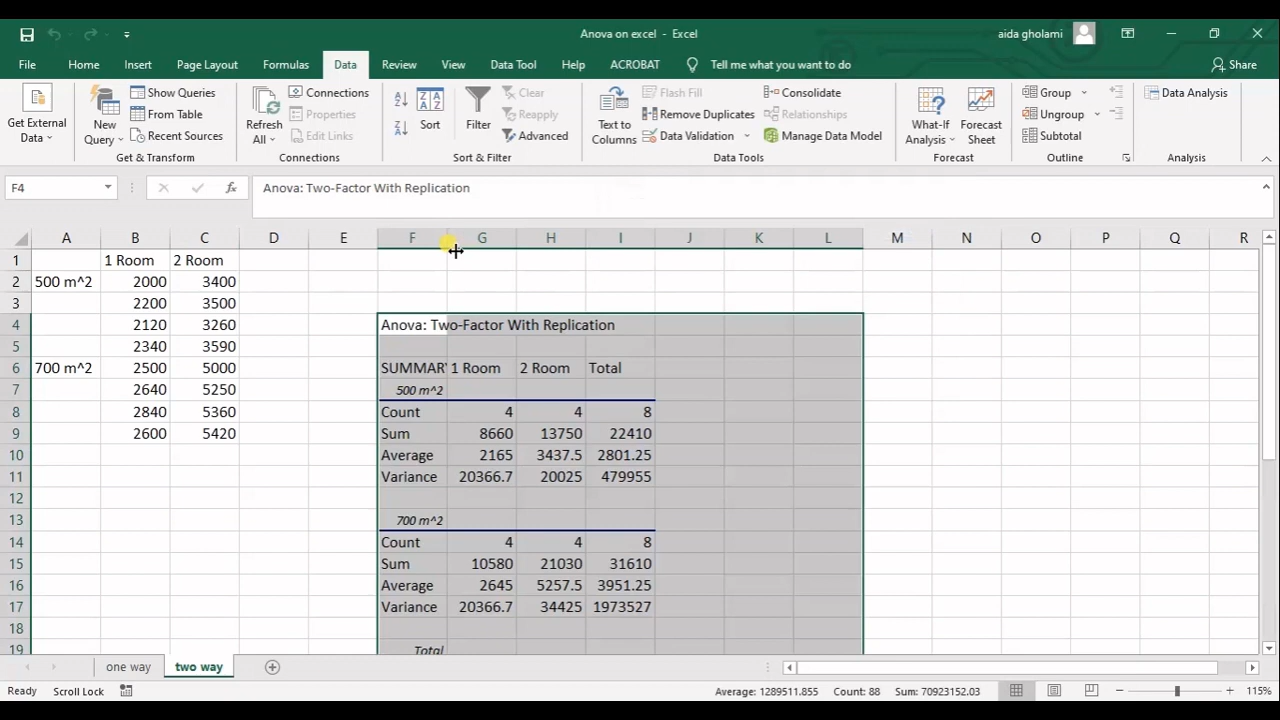 Anova on excel - Excel
aida gholami
File Home Insert Page Layout Formulas Data Review View Data Tool Help ACROBAT Tell me what you want to do Share
Get External Data
New Query
Show Queries
From Table
Recent Sources
Get & Transform
Refresh All
Connections
Properties
Edit Links
Connections
Sort
Filter
Clear
Reapply
Advanced
Sort & Filter
Text to Columns
Flash Fill
Remove Duplicates
Data Validation
Consolidate
Relationships
Manage Data Model
Data Tools
What-If Analysis
Forecast Sheet
Forecast
Group
Ungroup
Subtotal
Outline
Data Analysis
Analysis
F4 fx Anova: Two-Factor With Replication
A B C D E F G H I J K L M N O P Q R
1 1 Room 2 Room
2 500 m^2 2000 3400
3 2200 3500
4 2120 3260 Anova: Two-Factor With Replication
5 2340 3590
6 700 m^2 2500 5000 SUMMARY 1 Room 2 Room Total
7 2640 5250 500 m^2
8 2840 5360 Count 4 4 8
9 2600 5420 Sum 8660 13750 22410
10 Average 2165 3437.5 2801.25
11 Variance 20366.7 20025 479955
12
13 700 m^2
14 Count 4 4 8
15 Sum 10580 21030 31610
16 Average 2645 5257.5 3951.25
17 Variance 20366.7 34425 1973527
18
19 Total
one way two way
Ready Scroll Lock Average: 1289511.855 Count: 88 Sum: 70923152.03 115%